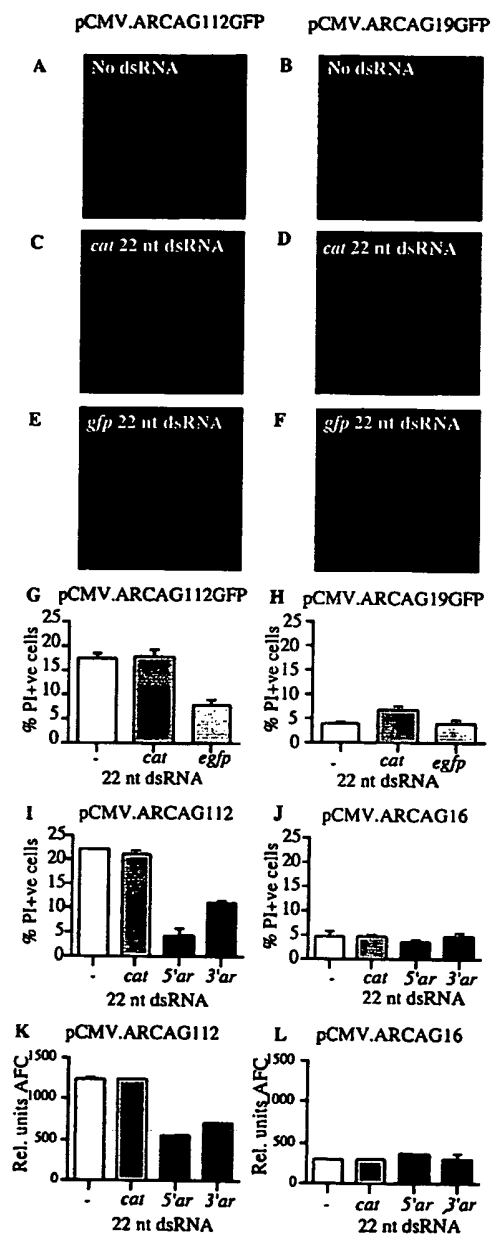 pCMV.ARCAG112GFP pCMV.ARCAG19GFP
A No dsRNA B No dsRNA
C cat 22 nt dsRNA D cat 22 nt dsRNA
E gfp 22 nt dsRNA F gfp 22 nt dsRNA
G pCMV.ARCAG112GFP H pCMV.ARCAG19GFP
% PI+ve cells
25
20
15
10
5
0
- cat egfp
22 nt dsRNA
% PI+ve cells
25
20
15
10
5
0
- cat egfp
22 nt dsRNA
I pCMV.ARCAG112 J pCMV.ARCAG16
% PI+ve cells
25
20
15
10
5
0
- cat 5'ar 3'ar
22 nt dsRNA
% PI+ve cells
25
20
15
10
5
0
- cat 5'ar 3'ar
22 nt dsRNA
K pCMV.ARCAG112 L pCMV.ARCAG16
Rel. units AFC
1500
1000
500
0
- cat 5'ar 3'ar
22 nt dsRNA
Rel. units AFC
1500
1000
500
0
- cat 5'ar 3'ar
22 nt dsRNA